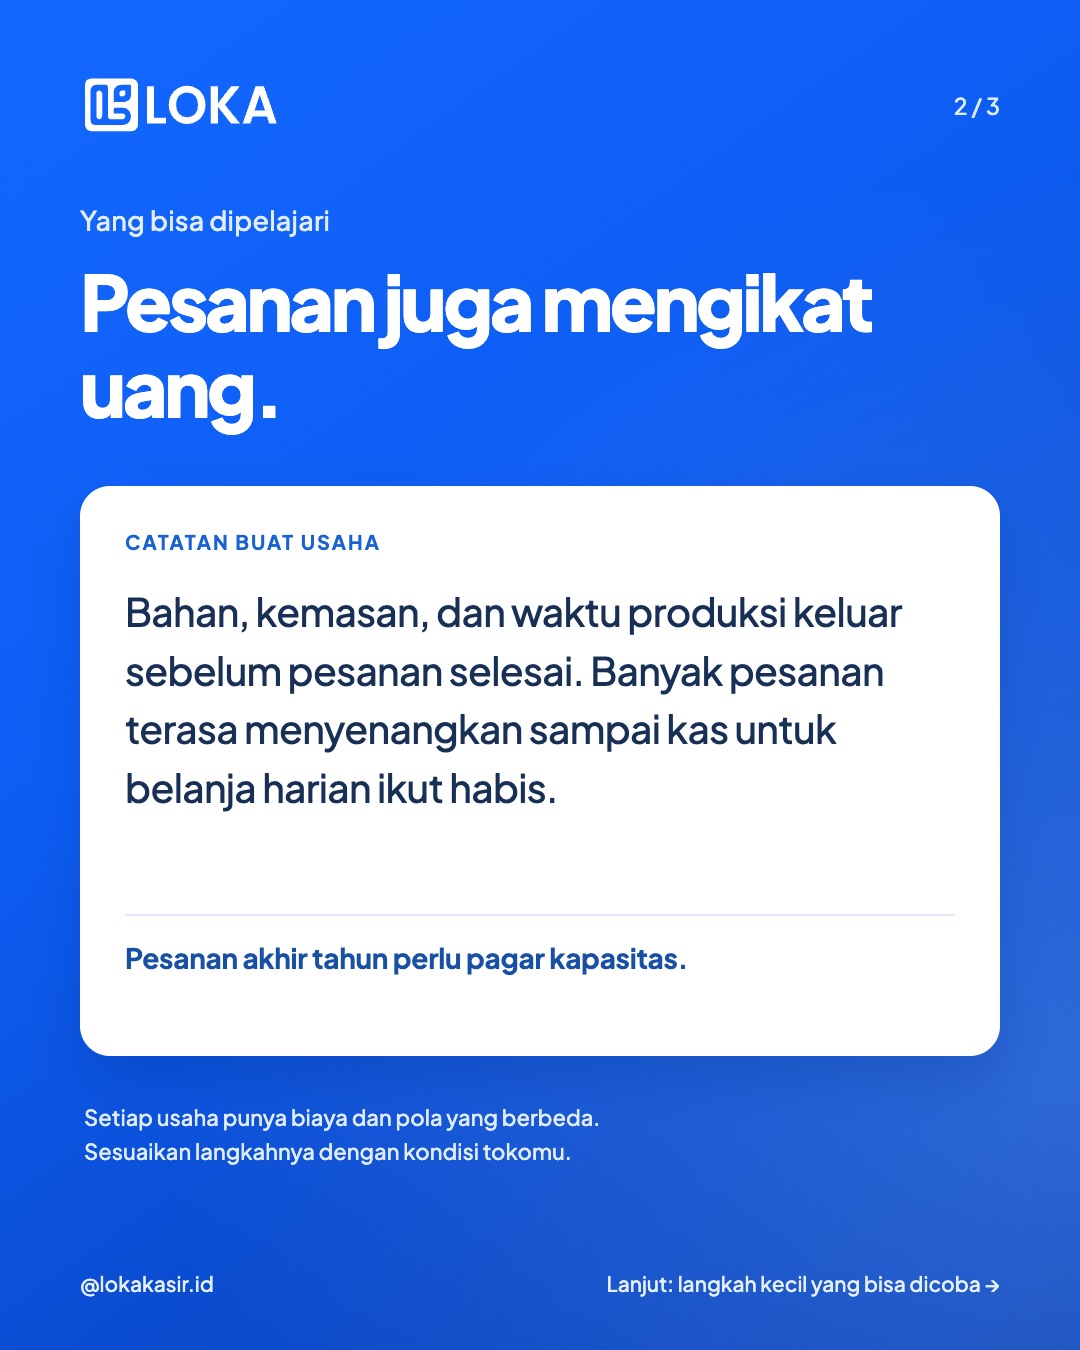 LOKA
2 / 3
Yang bisa dipelajari
Pesanan juga mengikat
uang.
CATATAN BUAT USAHA
Bahan, kemasan, dan waktu produksi keluar
sebelum pesanan selesai. Banyak pesanan
terasa menyenangkan sampai kas untuk
belanja harian ikut habis.
Pesanan akhir tahun perlu pagar kapasitas.
Setiap usaha punya biaya dan pola yang berbeda.
Sesuaikan langkahnya dengan kondisi tokomu.
@lokakasir.id
Lanjut: langkah kecil yang bisa dicoba →